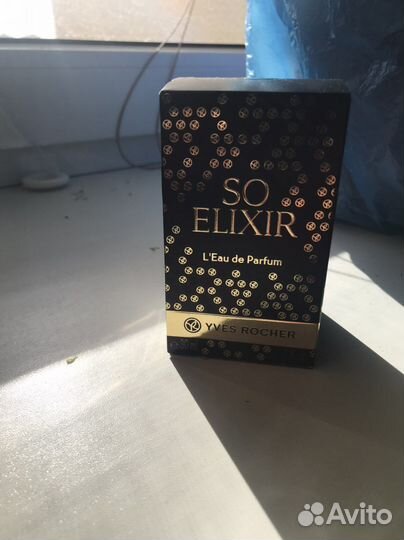 SO
ELIXIR
L'Eau de Parfum
YVES ROCHER
Avito